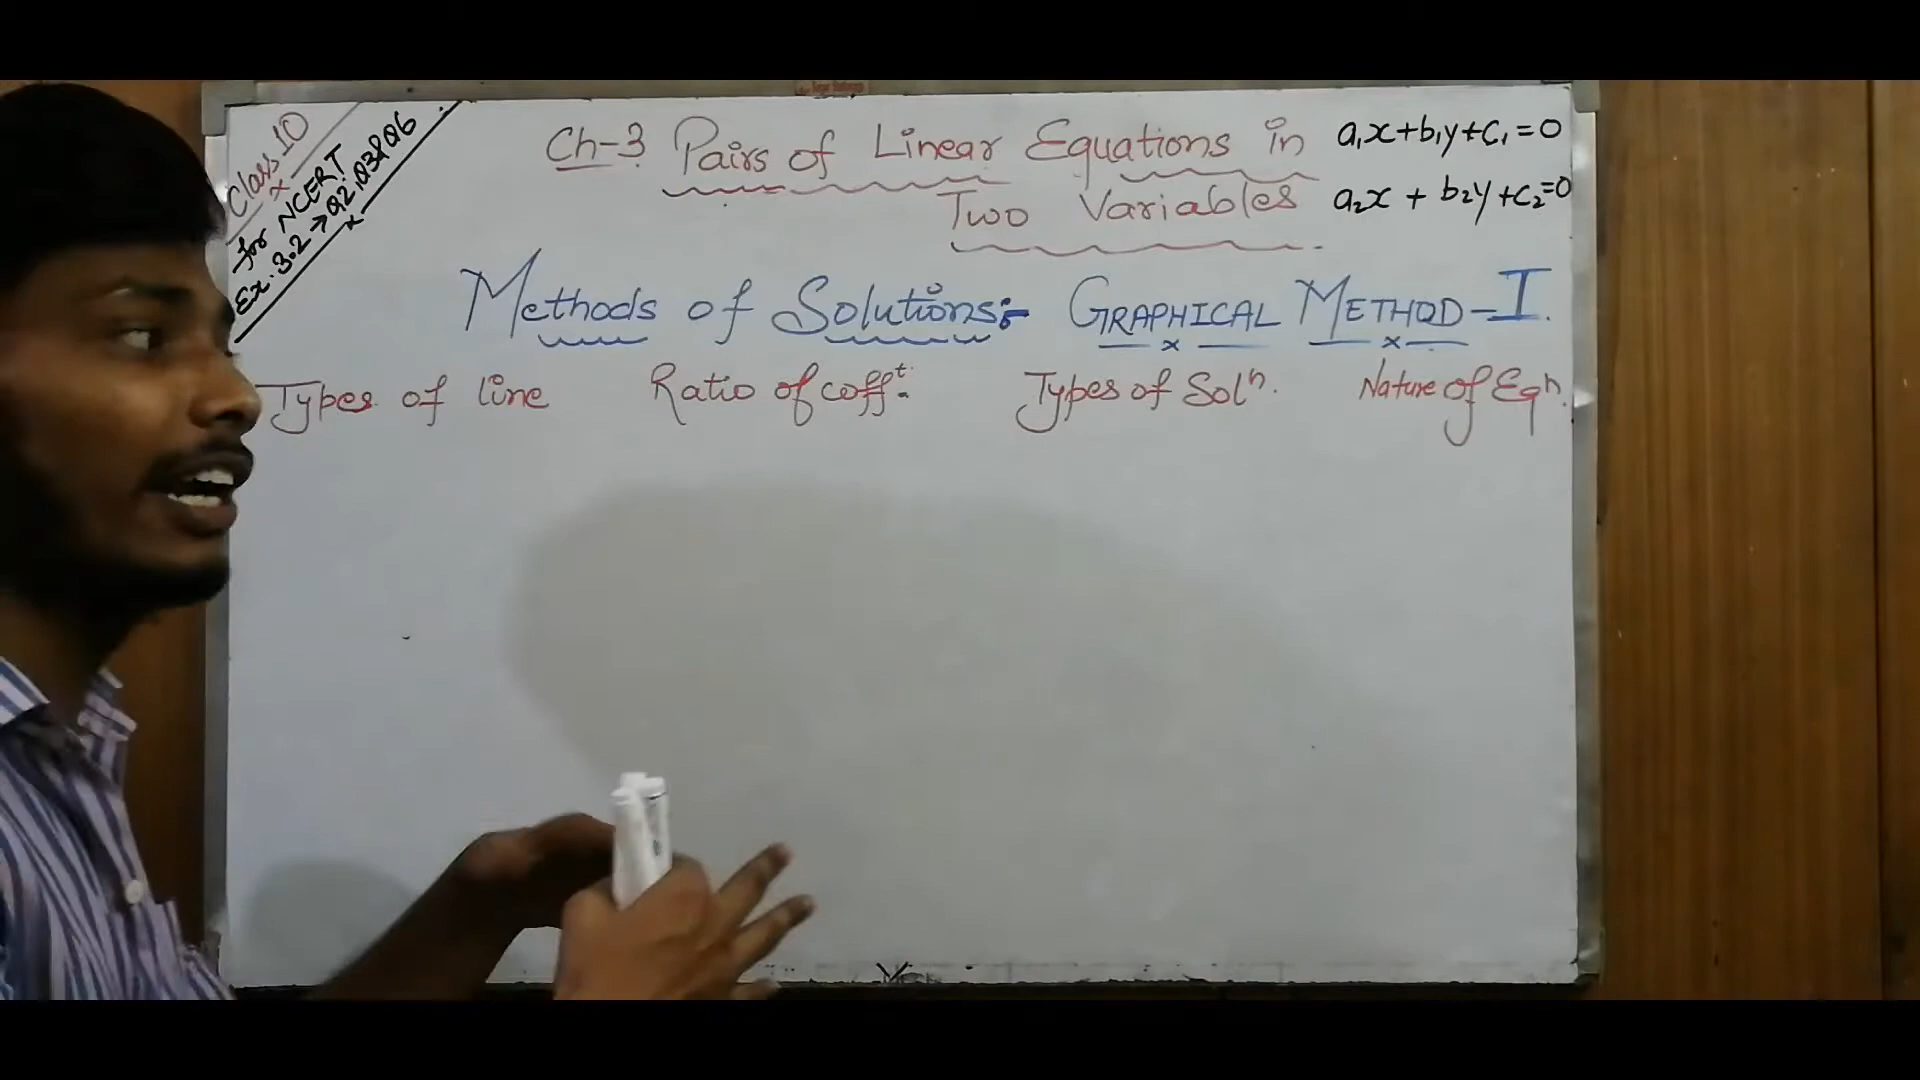 Class 10
for NCERT
Ex. 3.2 → Q2, Q3 & Q6
Ch-3 Pairs of Linear Equations in
Two Variables
a₁x+b₁y+c₁=0
a₂x + b₂y+c₂=0
Methods of Solutions:- GRAPHICAL METHOD-I.
Types of line Ratio of coffᵗ. Types of Solⁿ. Nature of Eqⁿ.